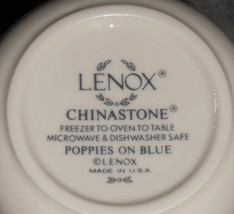 LENOX®
CHINASTONE®
FREEZER TO OVEN TO TABLE
MICROWAVE & DISHWASHER SAFE
POPPIES ON BLUE
©LENOX
MADE IN U.S.A.